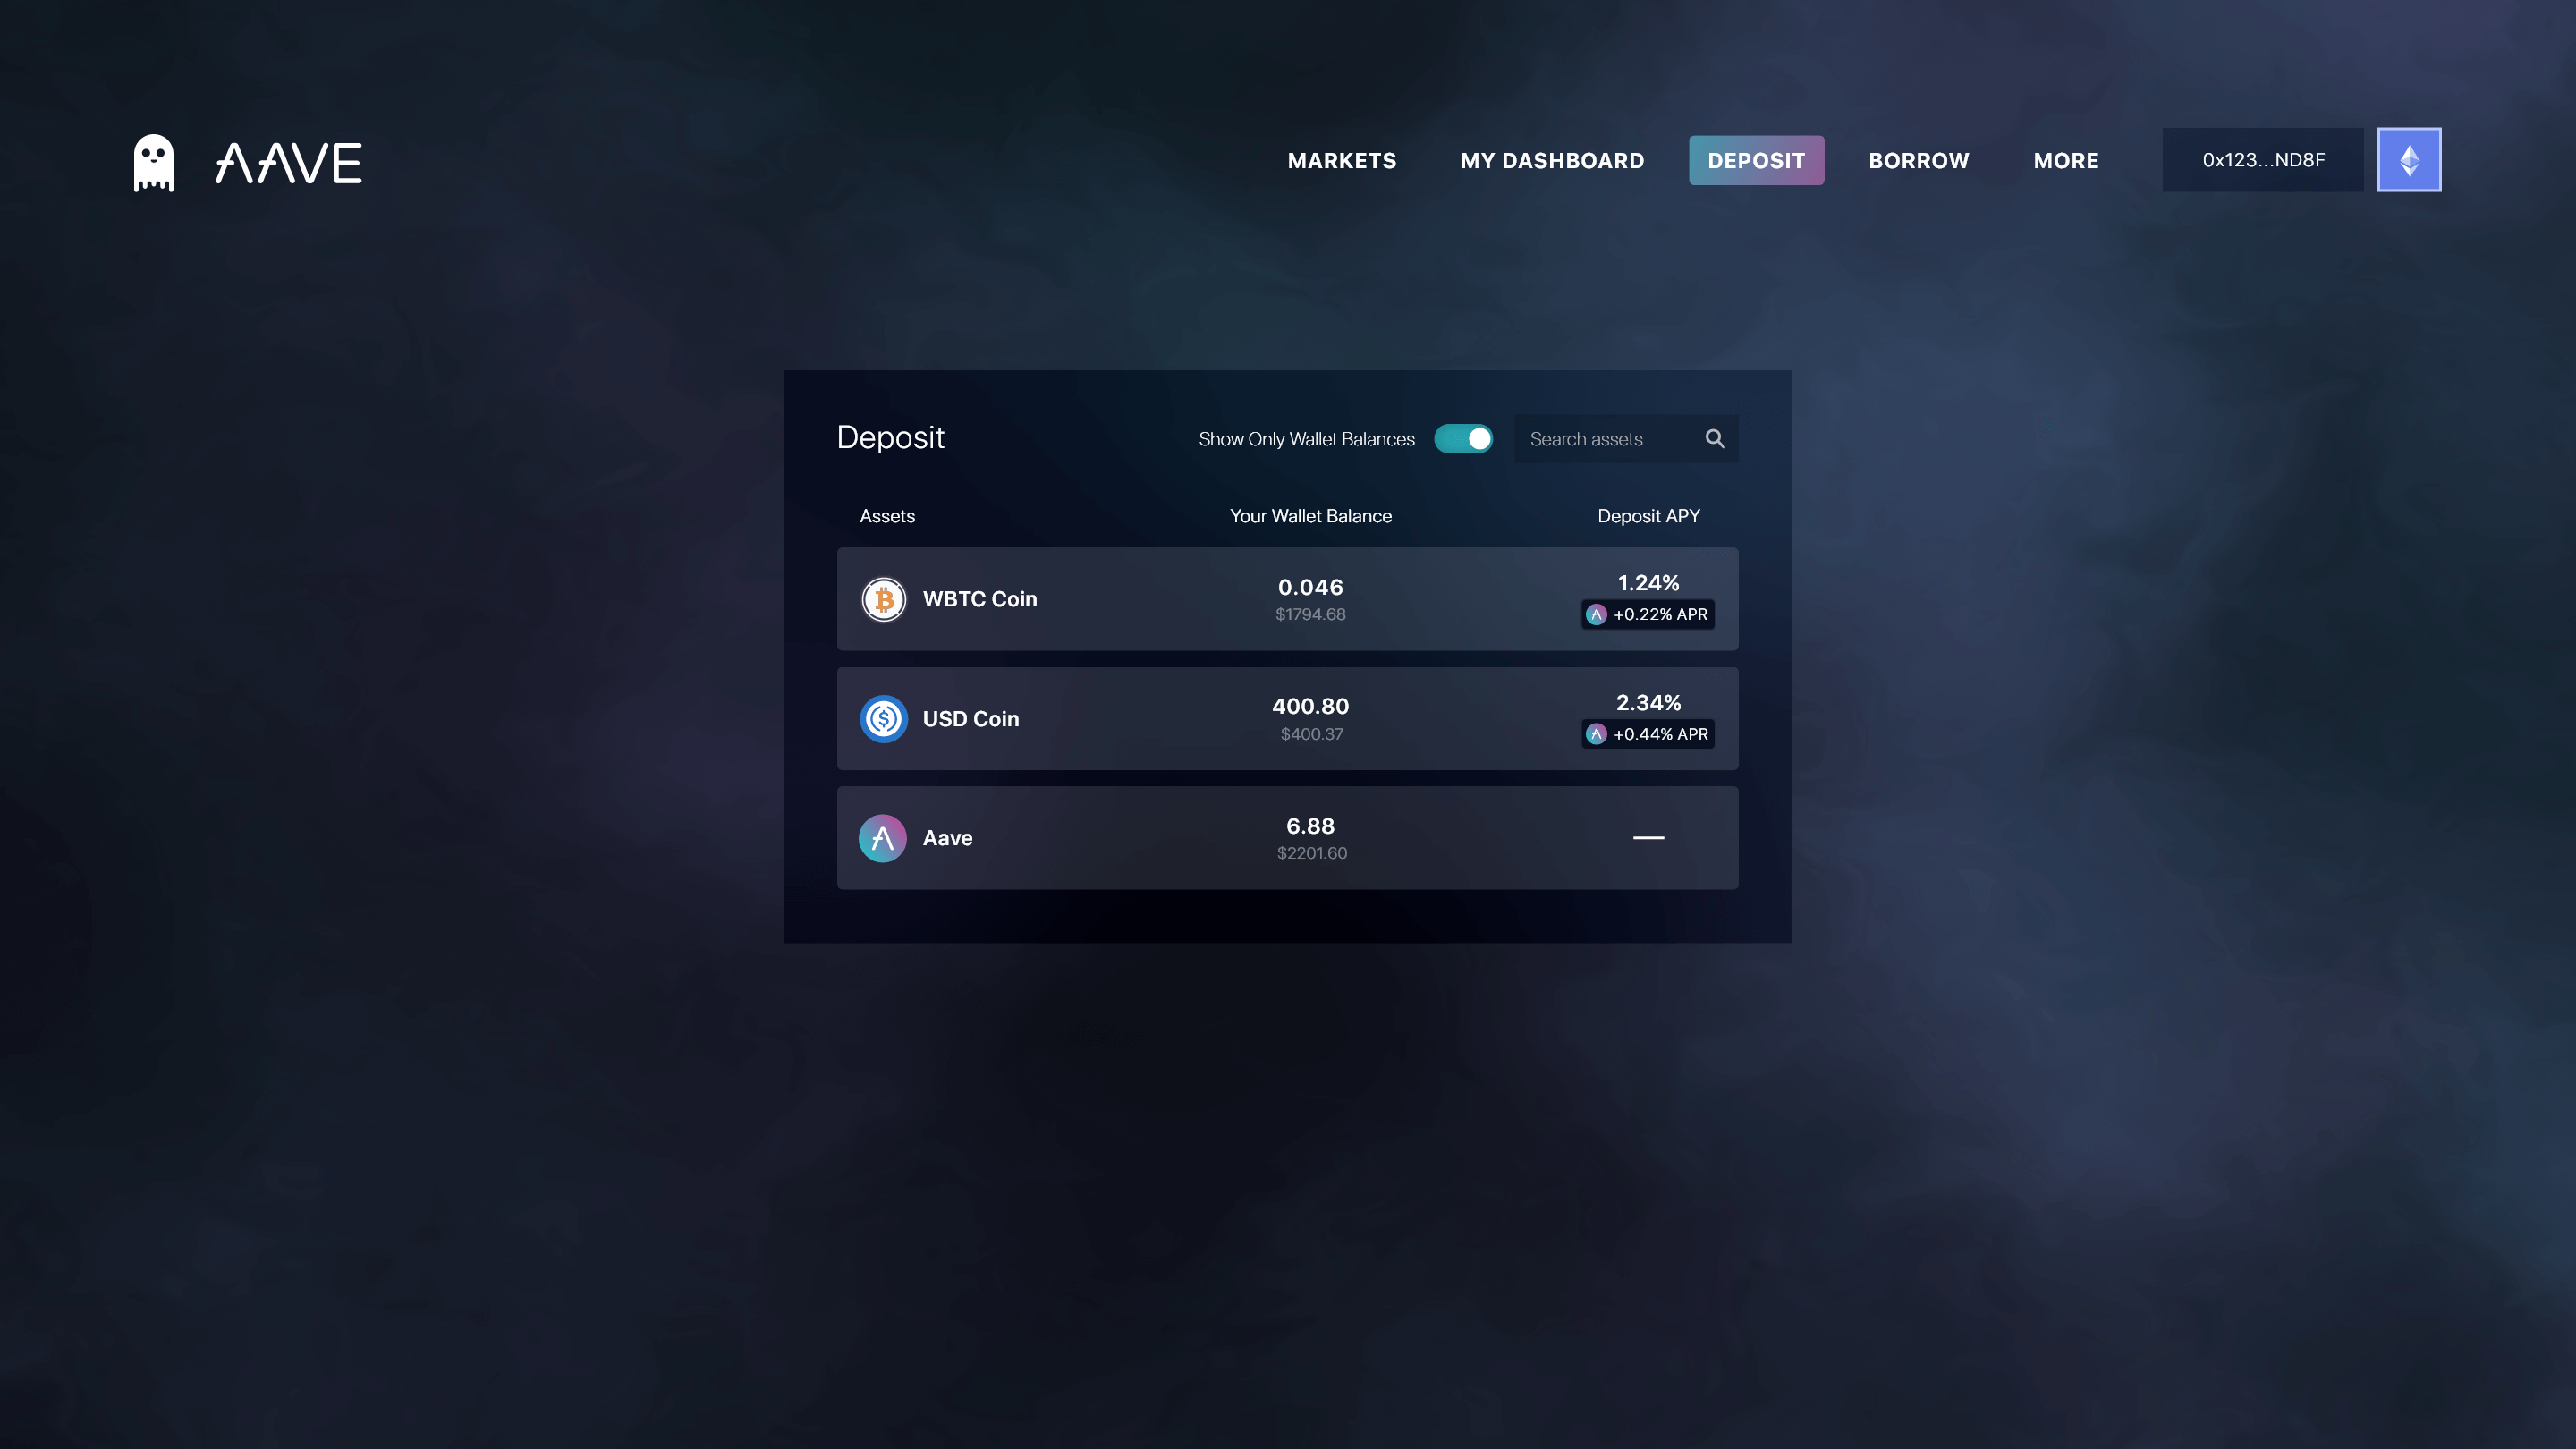 AAVE
MARKETS MY DASHBOARD DEPOSIT BORROW MORE 0x123...ND8F
Deposit Show Only Wallet Balances Search assets
Assets Your Wallet Balance Deposit APY
WBTC Coin 0.046 1.24%
$1794.68 +0.22% APR
USD Coin 400.80 2.34%
$400.37 +0.44% APR
Aave 6.88 —
$2201.60